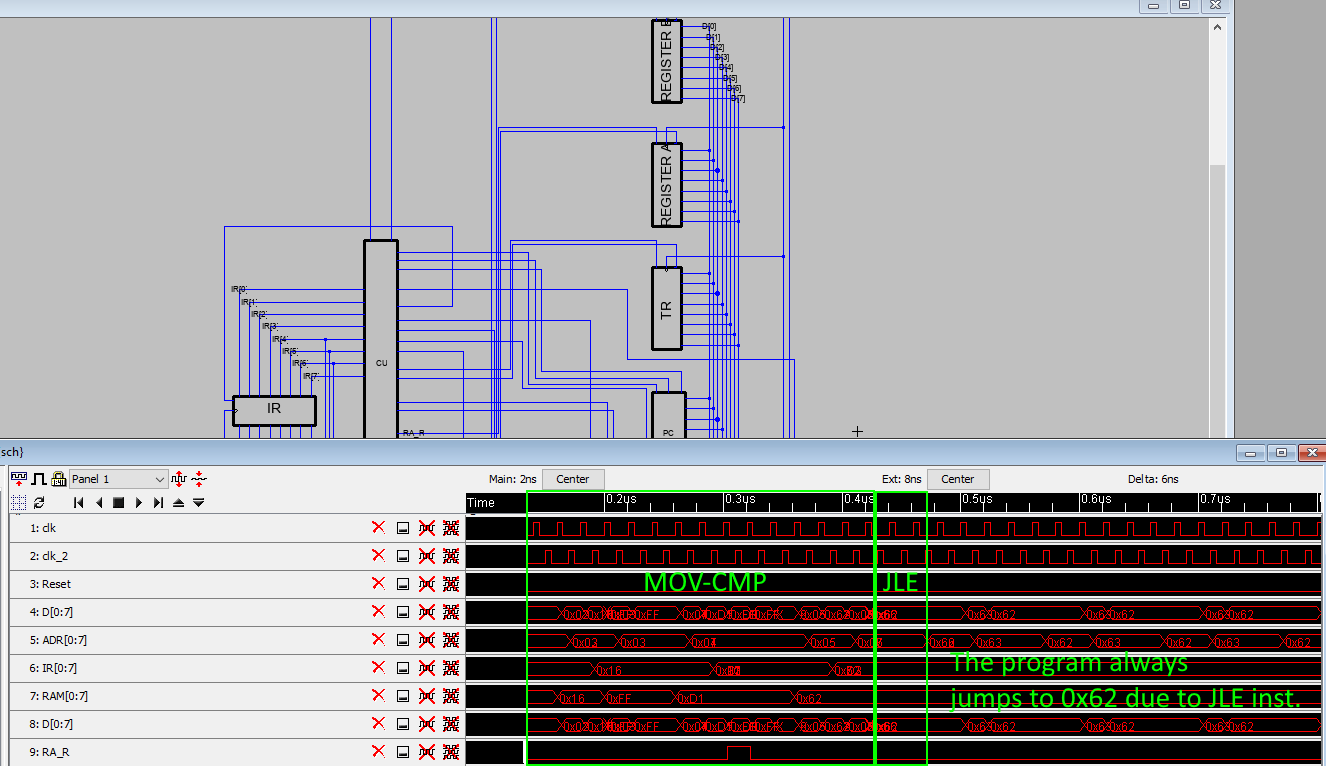 REGISTER B
D[0]
D[1]
D[2]
D[3]
D[4]
D[5]
D[6]
D[7]
REGISTER A
TR
IR[0]
IR[1]
IR[2]
IR[3]
IR[4]
IR[5]
IR[6]
IR[7]
CU
IR
RA_R
PC
sch}
Panel 1
Main: 2ns
Center
Ext: 8ns
Center
Delta: 6ns
Time
0.2us
0.3us
0.4us
0.5us
0.6us
0.7us
1: clk
2: clk_2
3: Reset
MOV-CMP
JLE
4: D[0:7]
0xFF
0x62
0x62
0x62
5: ADR[0:7]
0x03
0x03
0x05
0x63
0x62
0x63
0x62
0x63
0x62
6: IR[0:7]
0x16
The program always
7: RAM[0:7]
0x16
0xFF
0xD1
0x62
jumps to 0x62 due to JLE inst.
8: D[0:7]
0xFF
0x62
0x62
0x62
9: RA_R